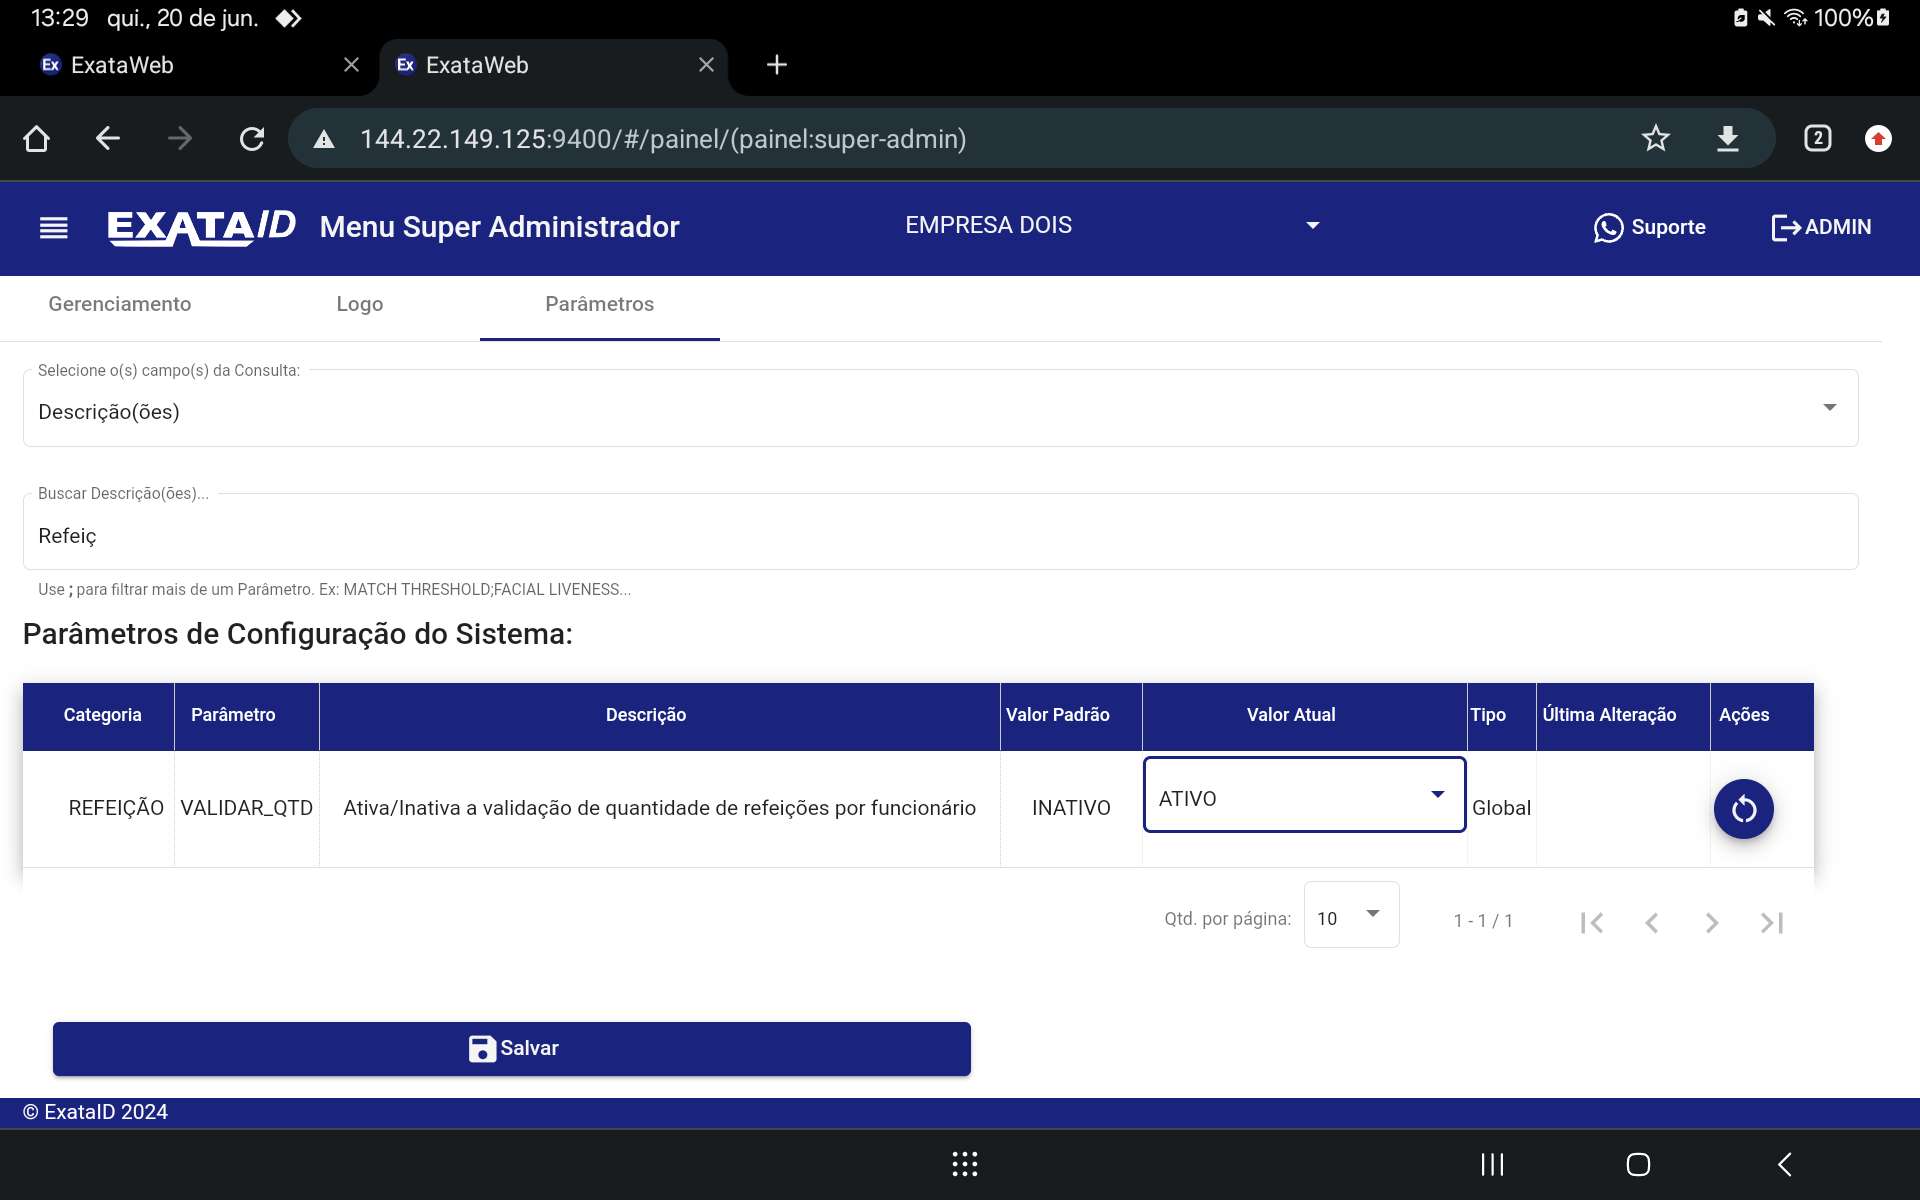 13:29 qui., 20 de jun. 100%
Ex ExataWeb Ex ExataWeb
144.22.149.125:9400/#/painel/(painel:super-admin) 2
EXATAID Menu Super Administrador EMPRESA DOIS Suporte ADMIN
Gerenciamento Logo Parâmetros
Selecione o(s) campo(s) da Consulta:
Descrição(ões)
Buscar Descrição(ões)...
Refeiç
Use ; para filtrar mais de um Parâmetro. Ex: MATCH THRESHOLD;FACIAL LIVENESS...
Parâmetros de Configuração do Sistema:
Categoria Parâmetro Descrição Valor Padrão Valor Atual Tipo Última Alteração Ações
REFEIÇÃO VALIDAR_QTD Ativa/Inativa a validação de quantidade de refeições por funcionário INATIVO ATIVO Global
Qtd. por página: 10 1 - 1 / 1
Salvar
© ExataID 2024